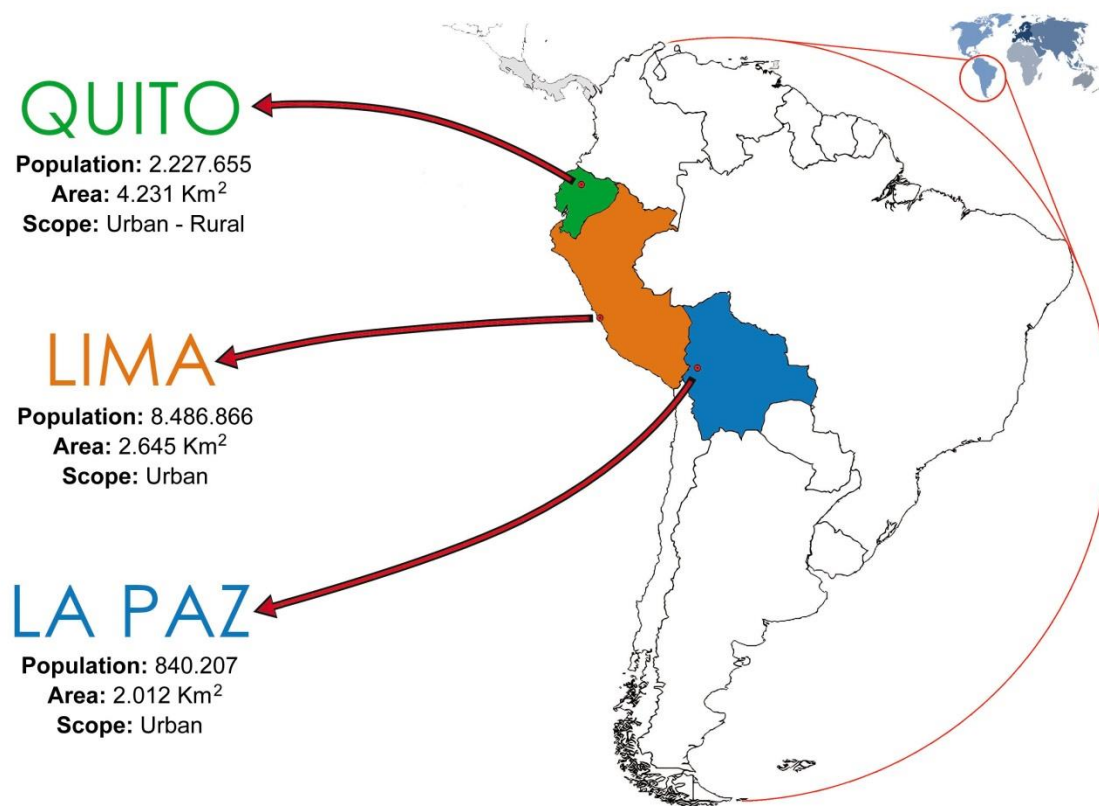 QUITO
Population: 2.227.655
Area: 4.231 Km²
Scope: Urban - Rural
LIMA
Population: 8.486.866
Area: 2.645 Km²
Scope: Urban
LA PAZ
Population: 840.207
Area: 2.012 Km²
Scope: Urban